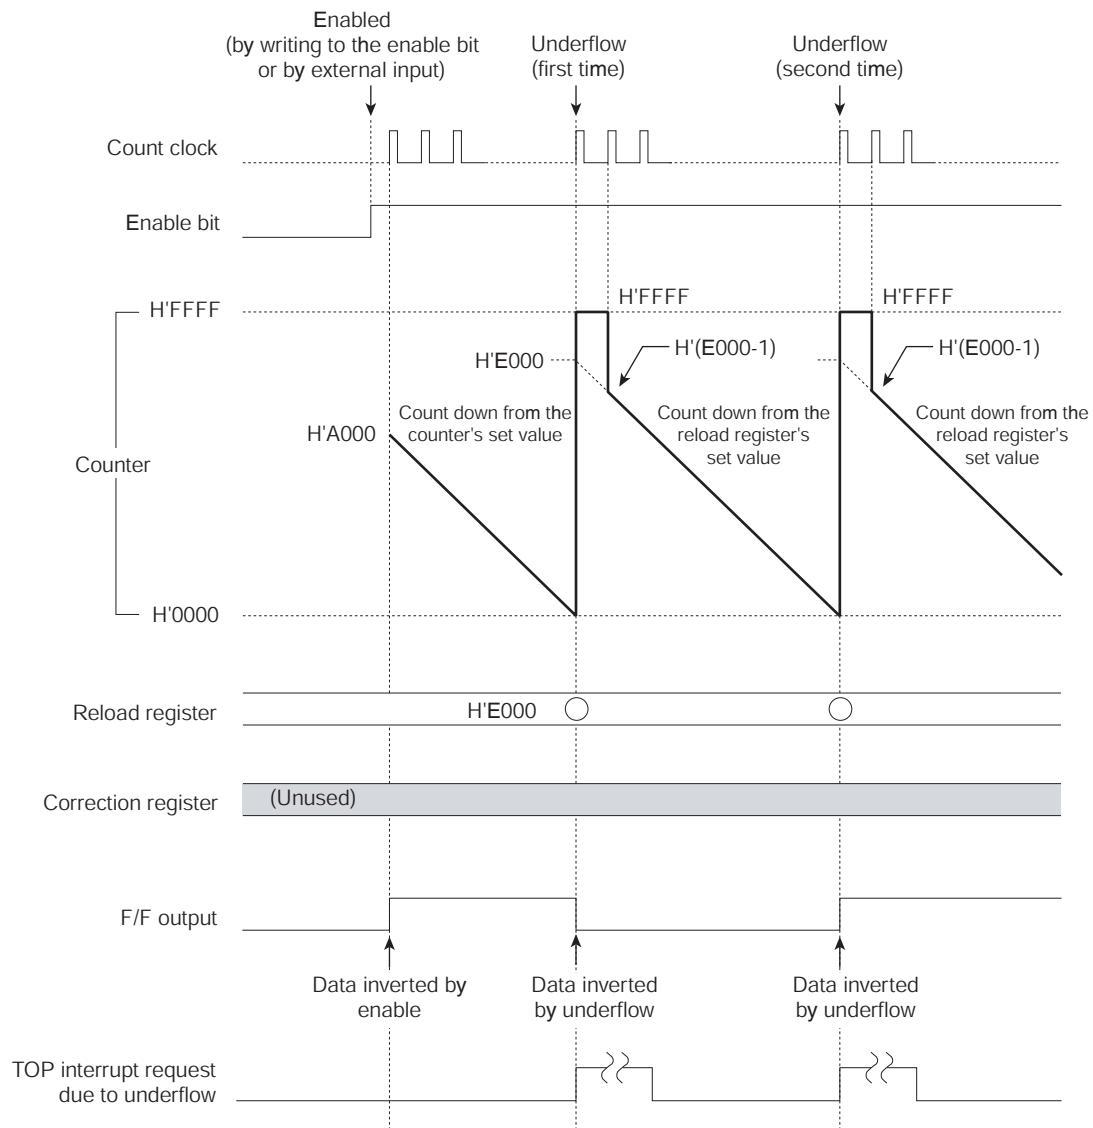 Enabled
(by writing to the enable bit
or by external input)
Underflow
(first time)
Underflow
(second time)
Count clock
Enable bit
H'FFFF
H'FFFF
H'FFFF
H'E000
H'(E000-1)
H'(E000-1)
Count down from the
counter's set value
Count down from the
reload register's
set value
Count down from the
reload register's
set value
H'A000
Counter
H'0000
Reload register
H'E000
Correction register
(Unused)
F/F output
Data inverted by
enable
Data inverted
by underflow
Data inverted
by underflow
TOP interrupt request
due to underflow